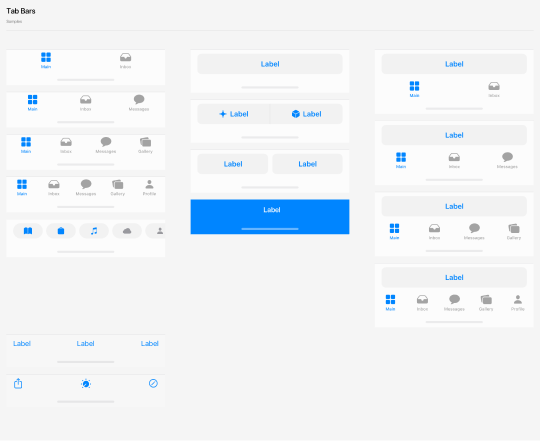 Tab Bars
Samples
Main Inbox
Main Inbox Messages
Main Inbox Messages Gallery
Main Inbox Messages Gallery Profile
Label Label Label
Label
Label Label
Label Label
Label
Label
Main Inbox
Label
Main Inbox Messages
Label
Main Inbox Messages Gallery
Label
Main Inbox Messages Gallery Profile